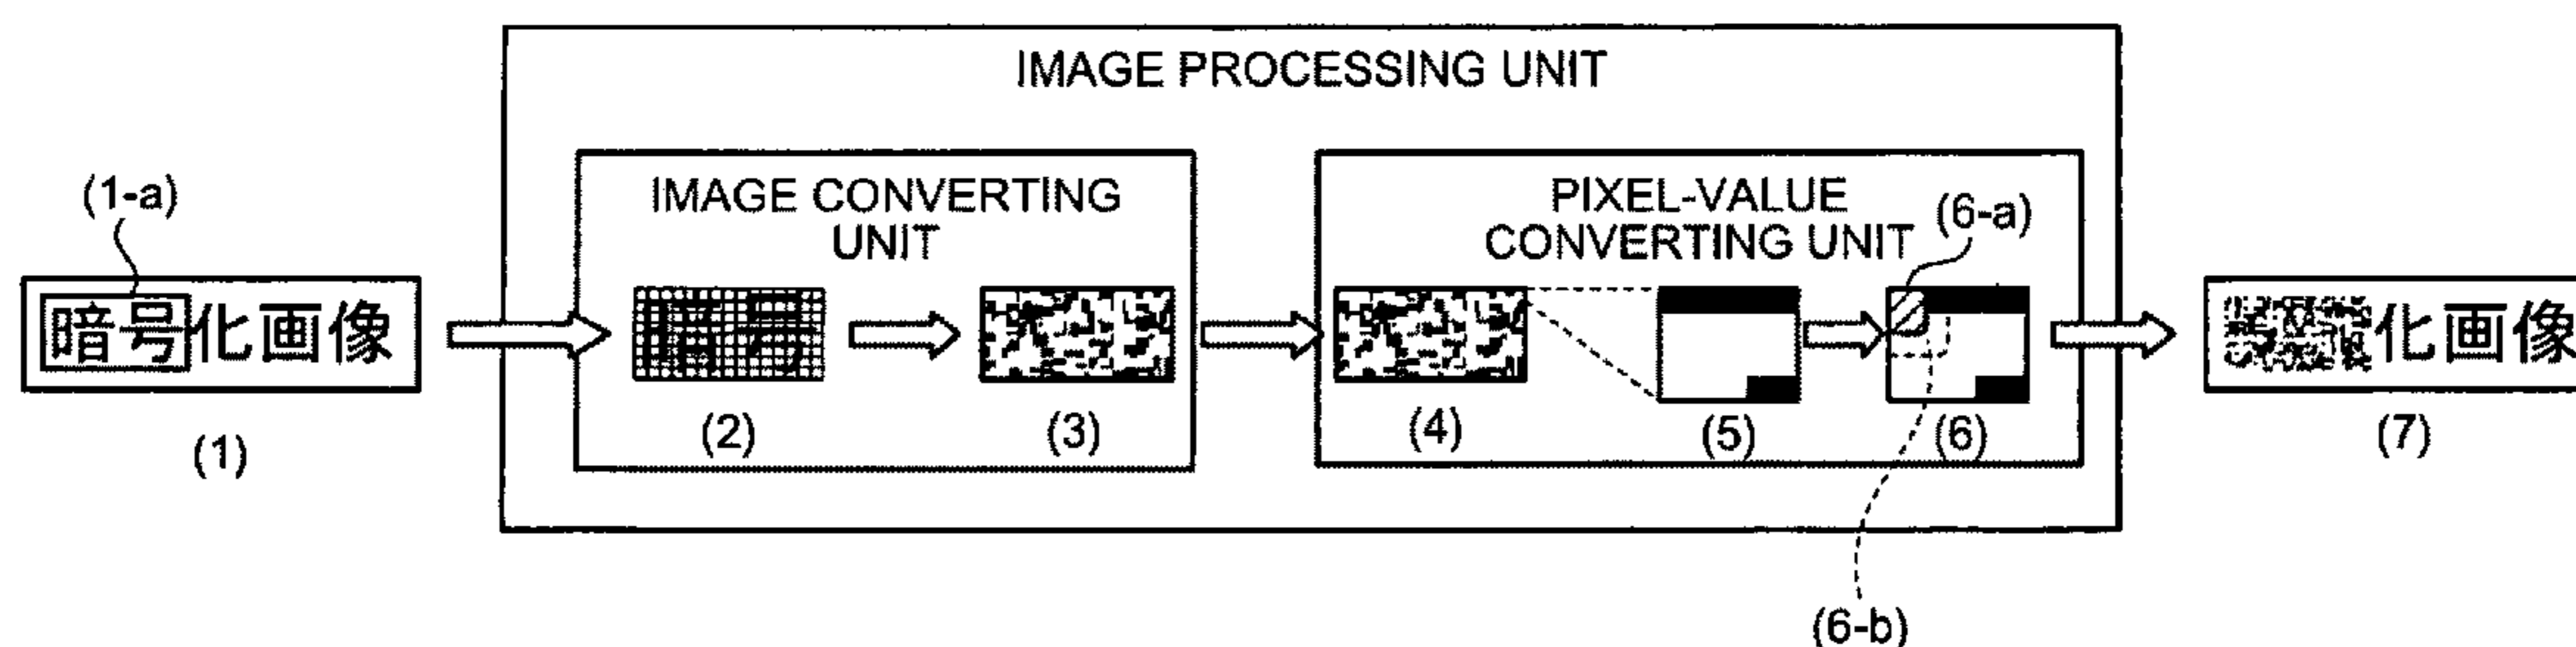 IMAGE PROCESSING UNIT
(1-a)
暗号化画像
(1)
IMAGE CONVERTING
UNIT
(2)
(3)
PIXEL-VALUE
CONVERTING UNIT
(6-a)
(4)
(5)
(6)
(6-b)
化画像
(7)